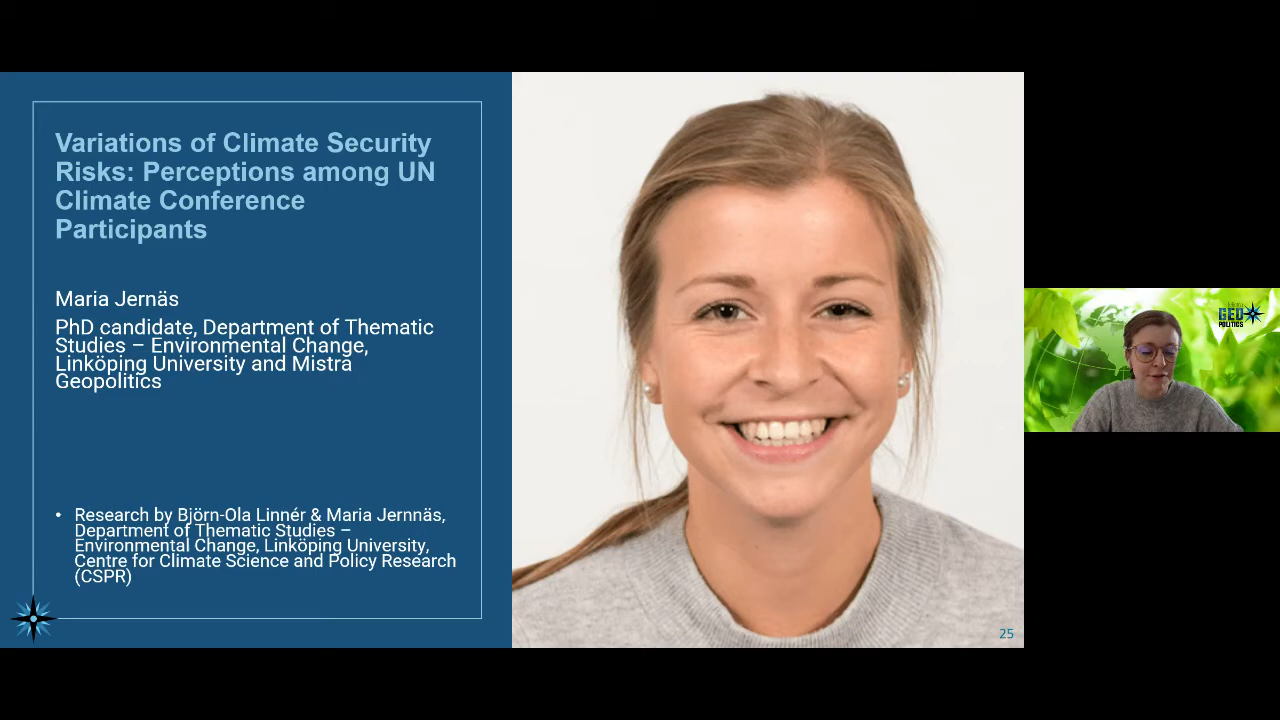 Variations of Climate Security
Risks: Perceptions among UN
Climate Conference
Participants
Maria Jernäs
PhD candidate, Department of Thematic
Studies – Environmental Change,
Linköping University and Mistra
Geopolitics
• Research by Björn-Ola Linnér & Maria Jernnäs,
Department of Thematic Studies –
Environmental Change, Linköping University,
Centre for Climate Science and Policy Research
(CSPR)
25
Mistra
GEO
POLITICS